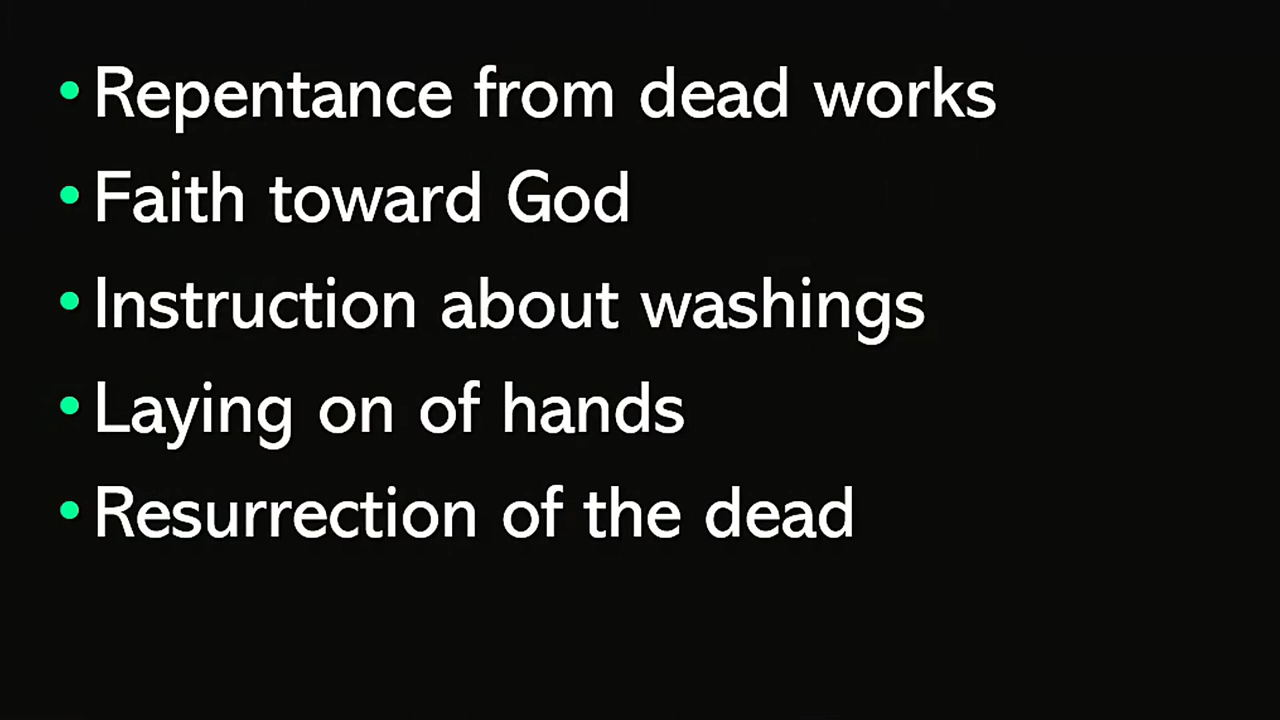 • Repentance from dead works
• Faith toward God
• Instruction about washings
• Laying on of hands
• Resurrection of the dead